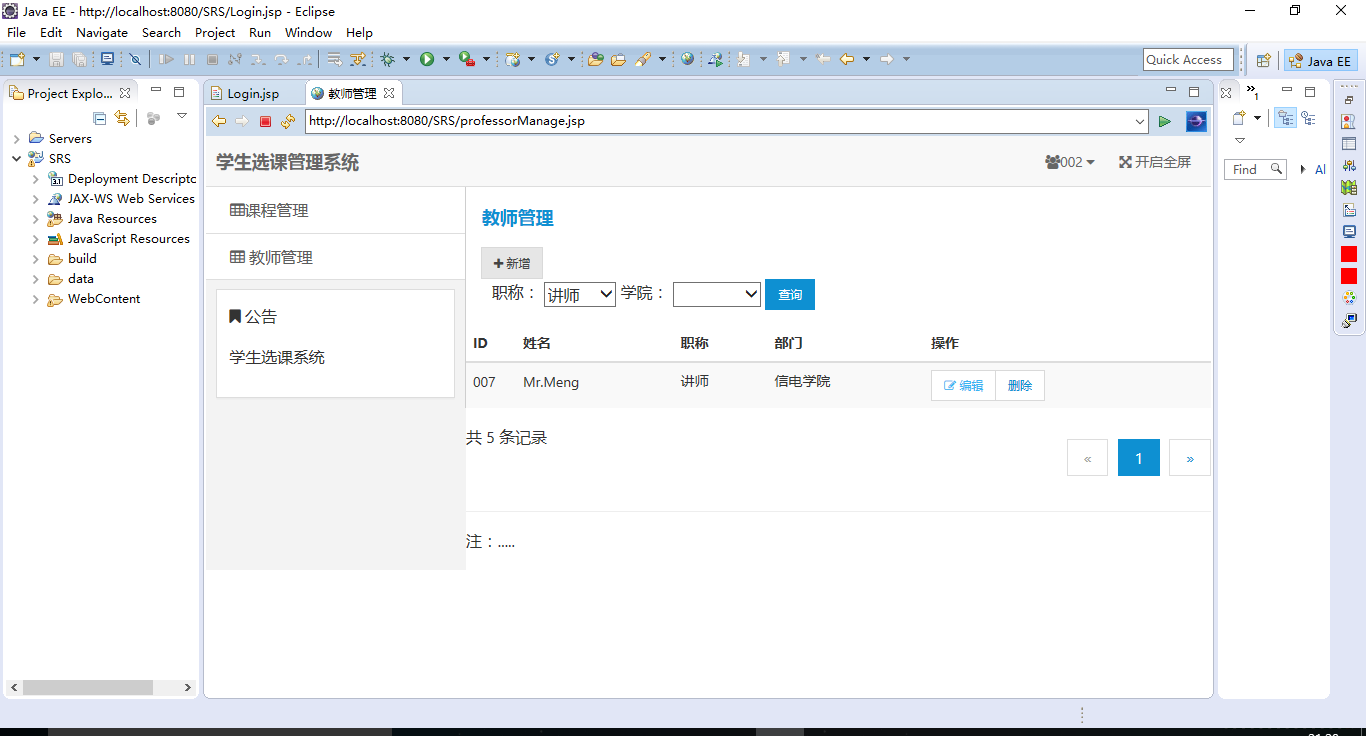 Java EE - http://localhost:8080/SRS/Login.jsp - Eclipse
File Edit Navigate Search Project Run Window Help
Quick Access
Java EE
Project Explo...
Servers
SRS
Deployment Descriptc
JAX-WS Web Services
Java Resources
JavaScript Resources
build
data
WebContent
Login.jsp
教师管理
http://localhost:8080/SRS/professorManage.jsp
学生选课管理系统
002
开启全屏
课程管理
教师管理
公告
学生选课系统
教师管理
新增
职称： 讲师 学院： 查询
ID 姓名 职称 部门 操作
007 Mr.Meng 讲师 信电学院 编辑 删除
共 5 条记录
« 1 »
注：.....
»1
Find
Al